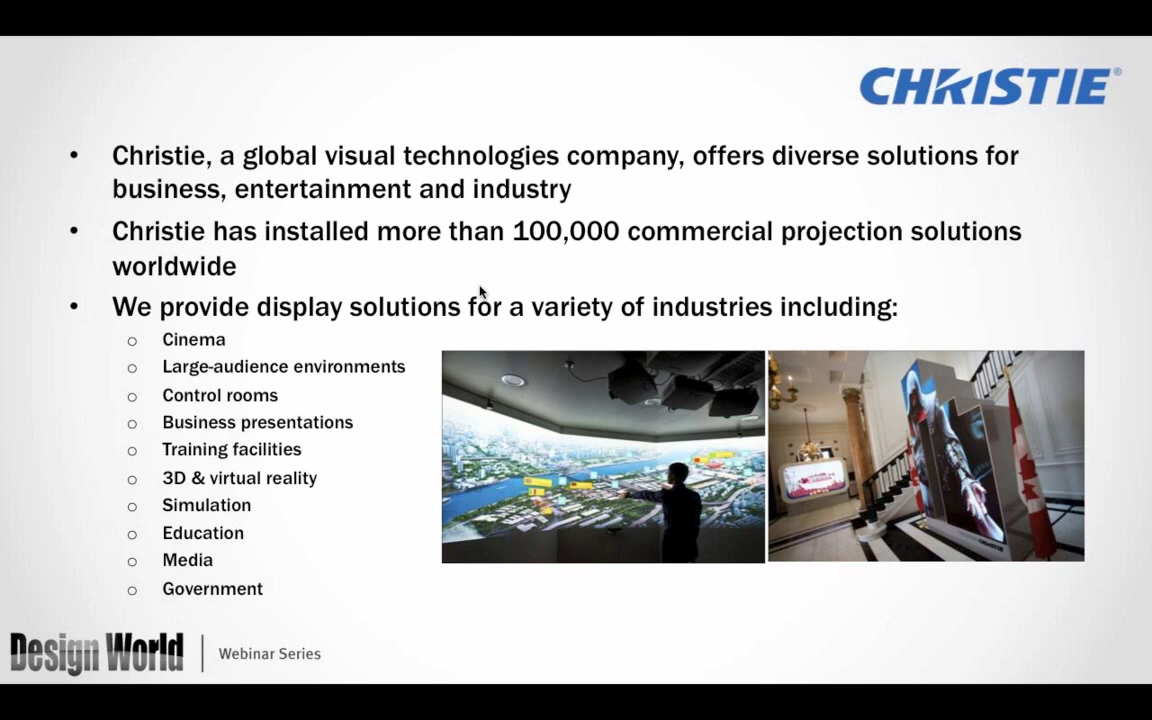 CHRISTIE®
• Christie, a global visual technologies company, offers diverse solutions for
business, entertainment and industry
• Christie has installed more than 100,000 commercial projection solutions
worldwide
• We provide display solutions for a variety of industries including:
o Cinema
o Large-audience environments
o Control rooms
o Business presentations
o Training facilities
o 3D & virtual reality
o Simulation
o Education
o Media
o Government
CANADA
CHRISTIE
Design World | Webinar Series